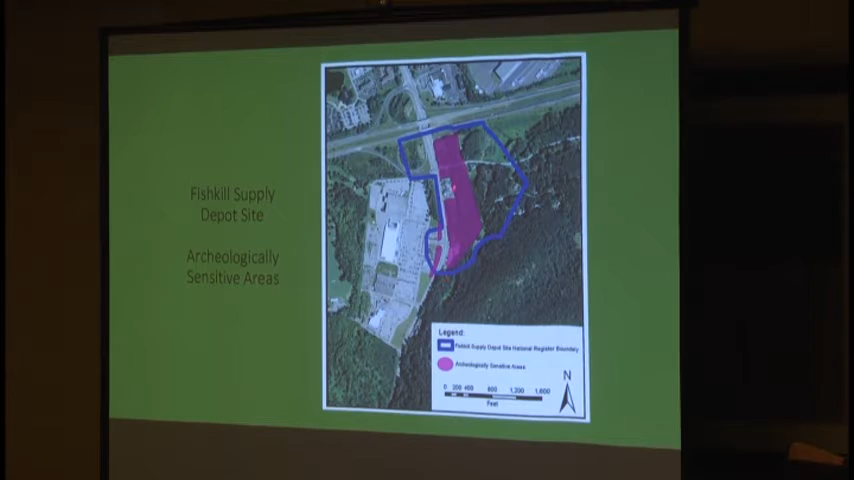 Fishkill Supply
Depot Site
Archeologically
Sensitive Areas
Legend:
Fishkill Supply Depot Site National Register Boundary
Archeologically Sensitive Areas
N
0 200 400 800 1,200 1,600
Feet